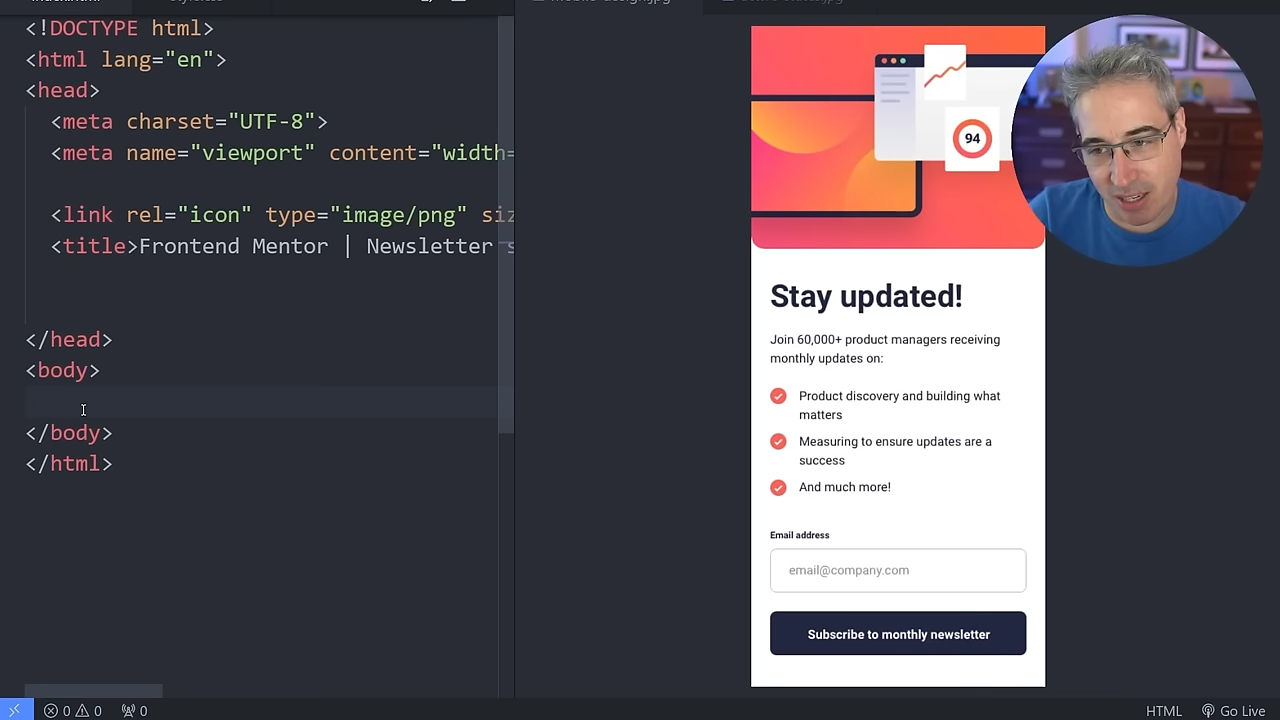 <!DOCTYPE html>
<html lang="en">
<head>
<meta charset="UTF-8">
<meta name="viewport" content="width=
<link rel="icon" type="image/png"
<title>Frontend Mentor | Newsletter
</head>
<body>
</body>
</html>
94
Stay updated!
Join 60,000+ product managers receiving
monthly updates on:
Product discovery and building what
matters
Measuring to ensure updates are a
success
And much more!
Email address
email@company.com
Subscribe to monthly newsletter
0
0
0
HTML
Go Live